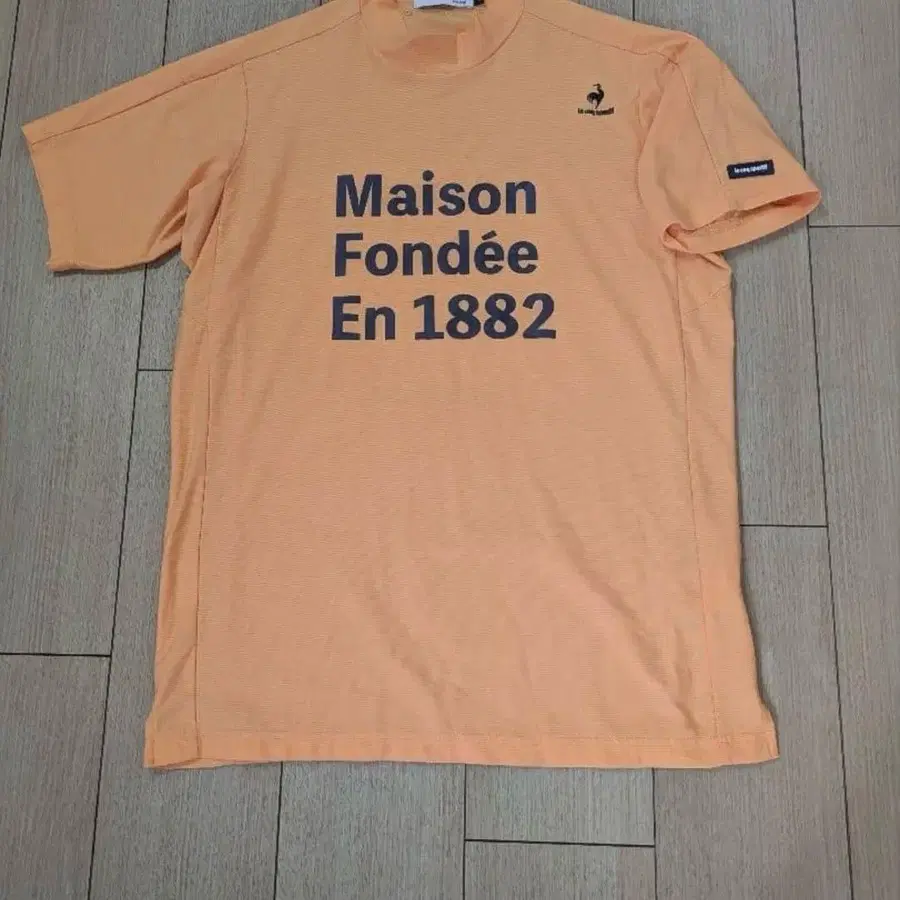 le coq sportif
le coq sportif
Maison
Fondée
En 1882